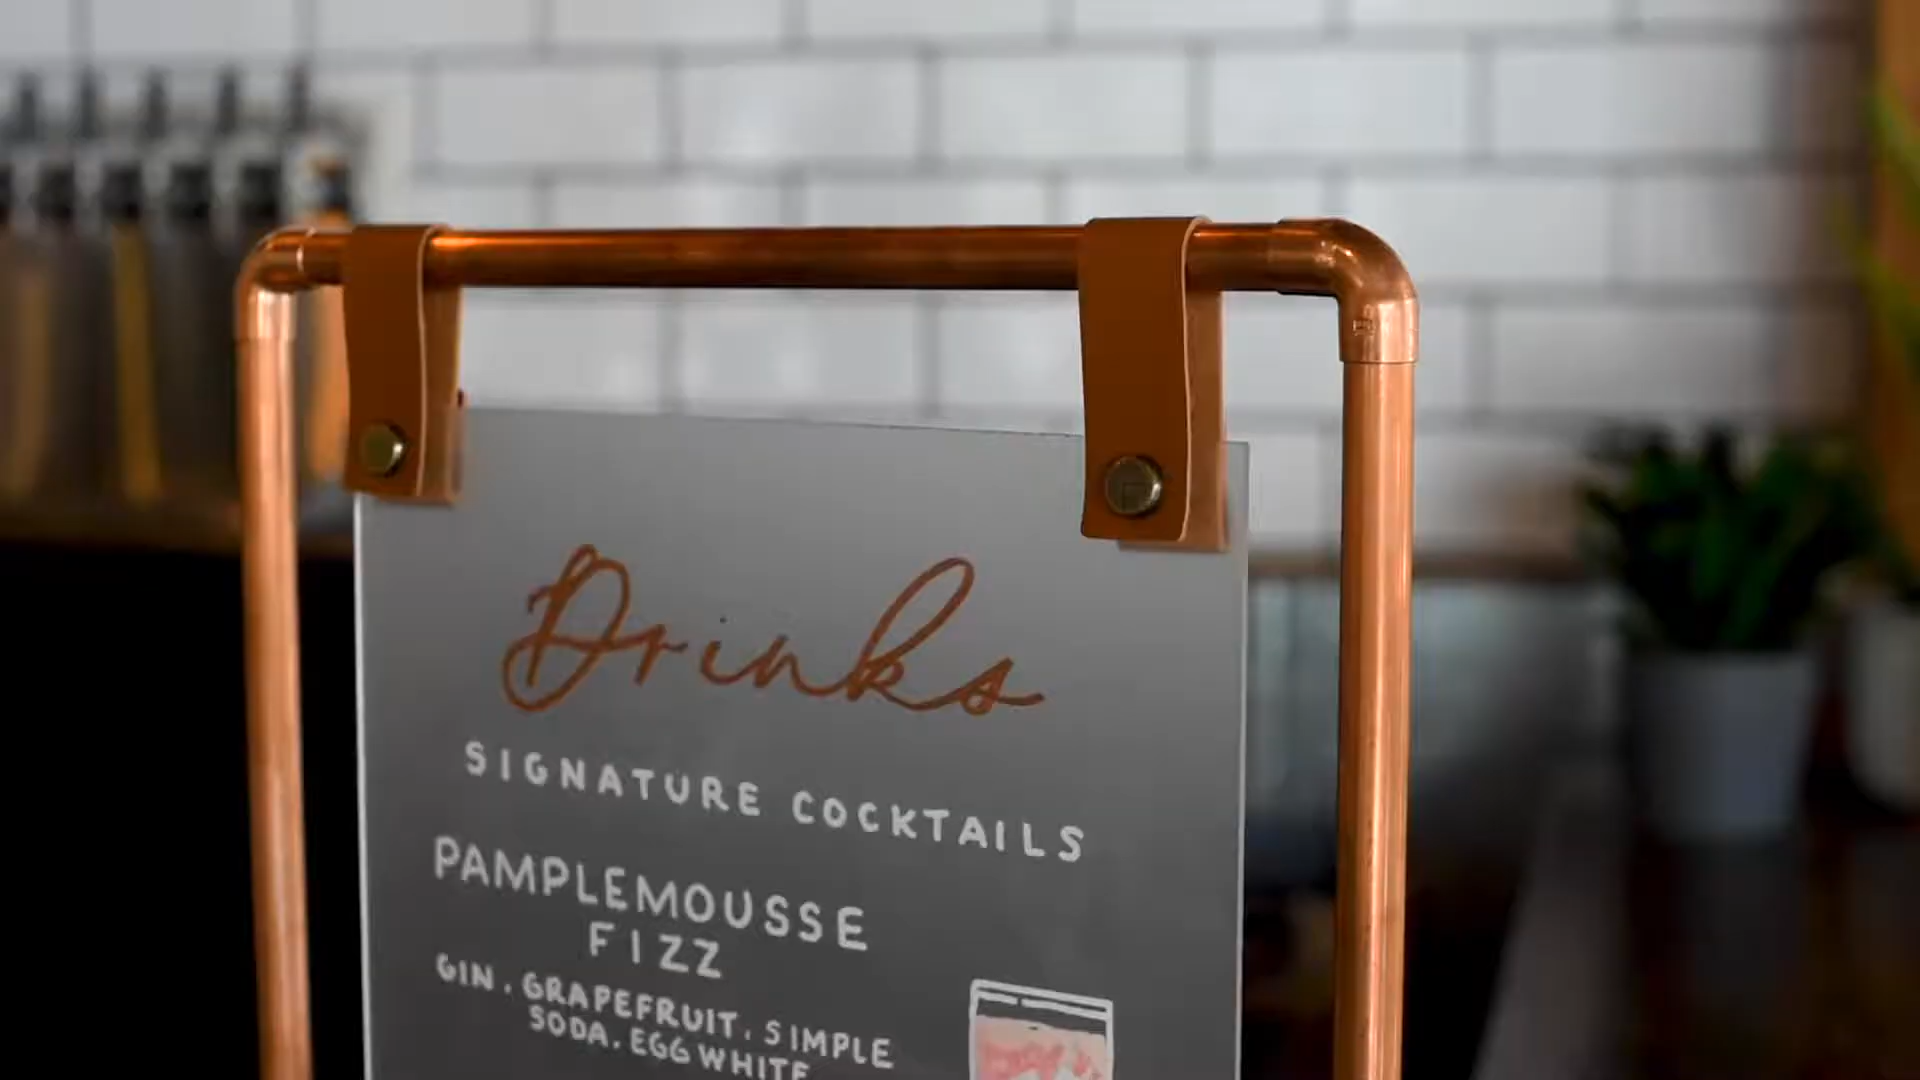 Drinks
SIGNATURE COCKTAILS
PAMPLEMOUSSE
FIZZ
GIN. GRAPEFRUIT. SIMPLE
SODA. EGG WHITE